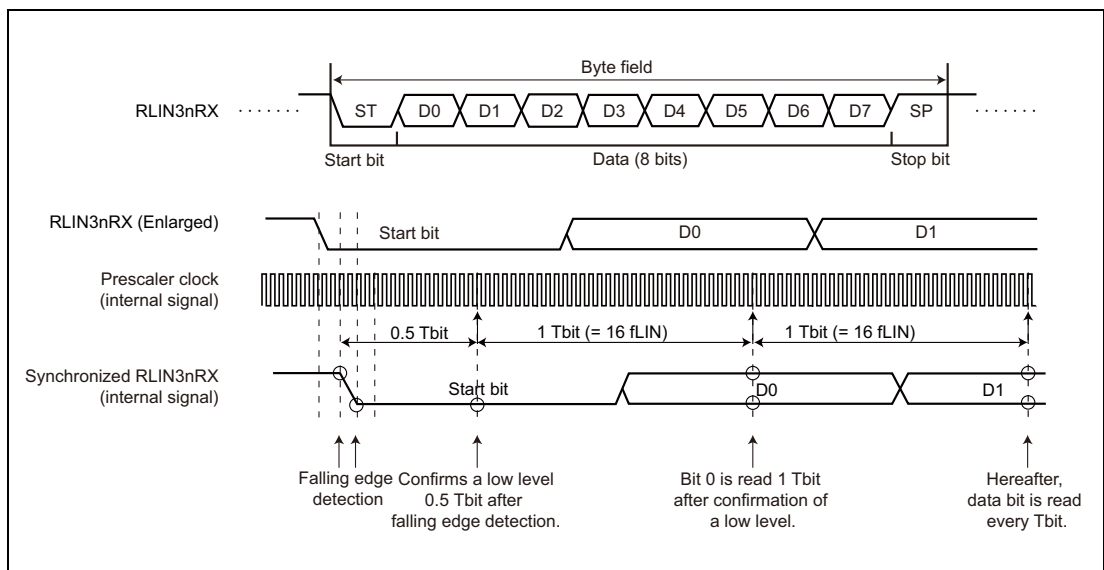 Byte field
RLIN3nRX
ST D0 D1 D2 D3 D4 D5 D6 D7 SP
Start bit Data (8 bits) Stop bit
RLIN3nRX (Enlarged)
Start bit D0 D1
Prescaler clock
(internal signal)
0.5 Tbit 1 Tbit (= 16 fLIN) 1 Tbit (= 16 fLIN)
Synchronized RLIN3nRX
(internal signal)
Start bit D0 D1
Falling edge
detection
Confirms a low level
0.5 Tbit after
falling edge detection.
Bit 0 is read 1 Tbit
after confirmation of
a low level.
Hereafter,
data bit is read
every Tbit.